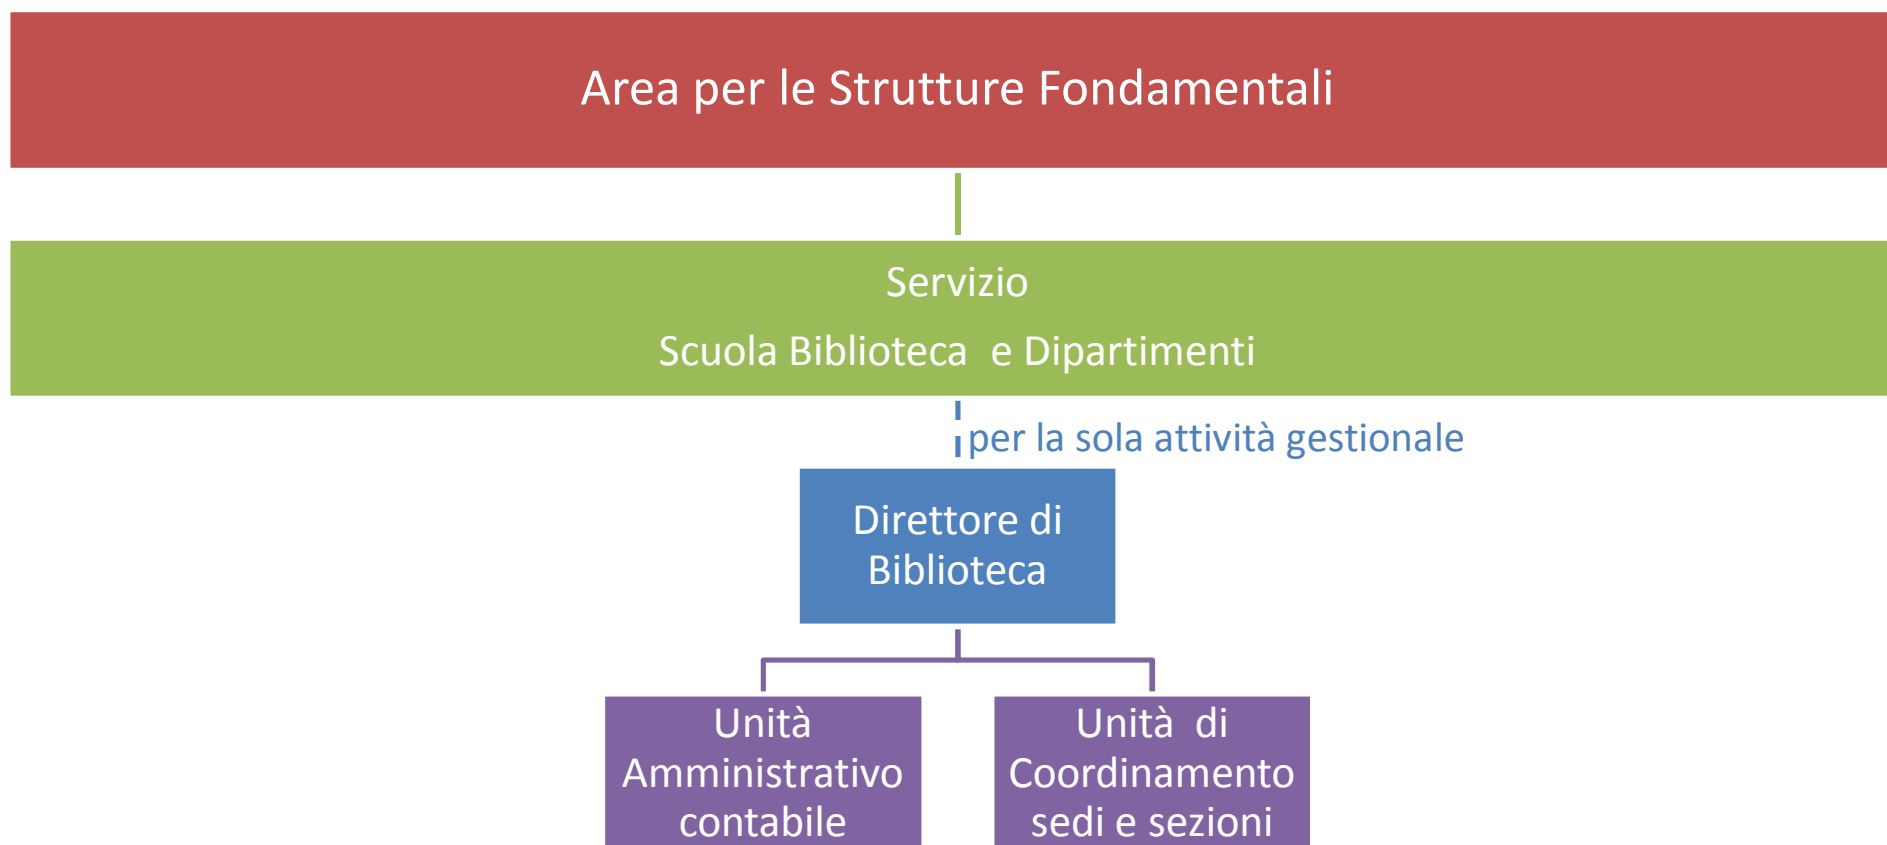 Area per le Strutture Fondamentali
Servizio
Scuola Biblioteca  e Dipartimenti
per la sola attività gestionale
Direttore di
Biblioteca
Unità
Amministrativo
contabile
Unità  di
Coordinamento
sedi e sezioni